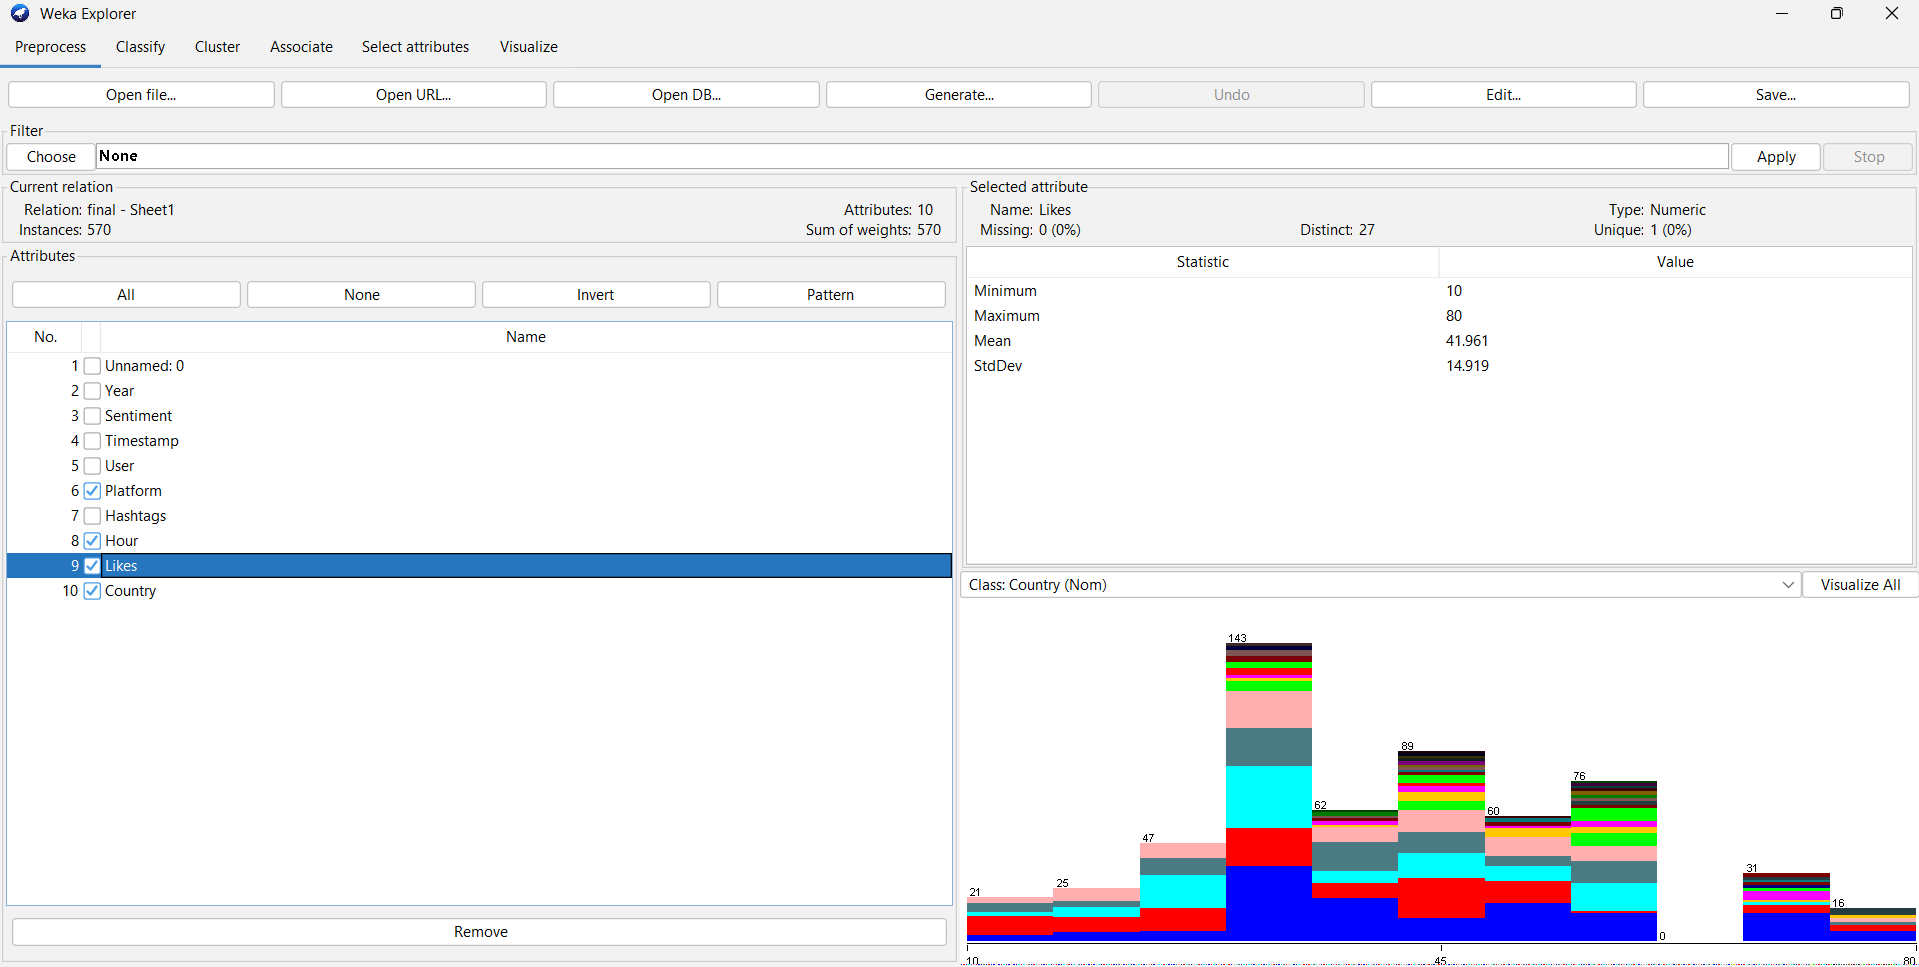 Weka Explorer
Preprocess Classify Cluster Associate Select attributes Visualize
Open file... Open URL... Open DB... Generate... Undo Edit... Save...
Filter
Choose None Apply Stop
Current relation
Relation: final - Sheet1 Attributes: 10
Instances: 570 Sum of weights: 570
Attributes
All None Invert Pattern
No. Name
1 Unnamed: 0
2 Year
3 Sentiment
4 Timestamp
5 User
6 Platform
7 Hashtags
8 Hour
9 Likes
10 Country
Remove
Selected attribute
Name: Likes Type: Numeric
Missing: 0 (0%) Distinct: 27 Unique: 1 (0%)
Statistic Value
Minimum 10
Maximum 80
Mean 41.961
StdDev 14.919
Class: Country (Nom) Visualize All
143
89
76
62
60
47
31
25
21
16
0
10 45 80